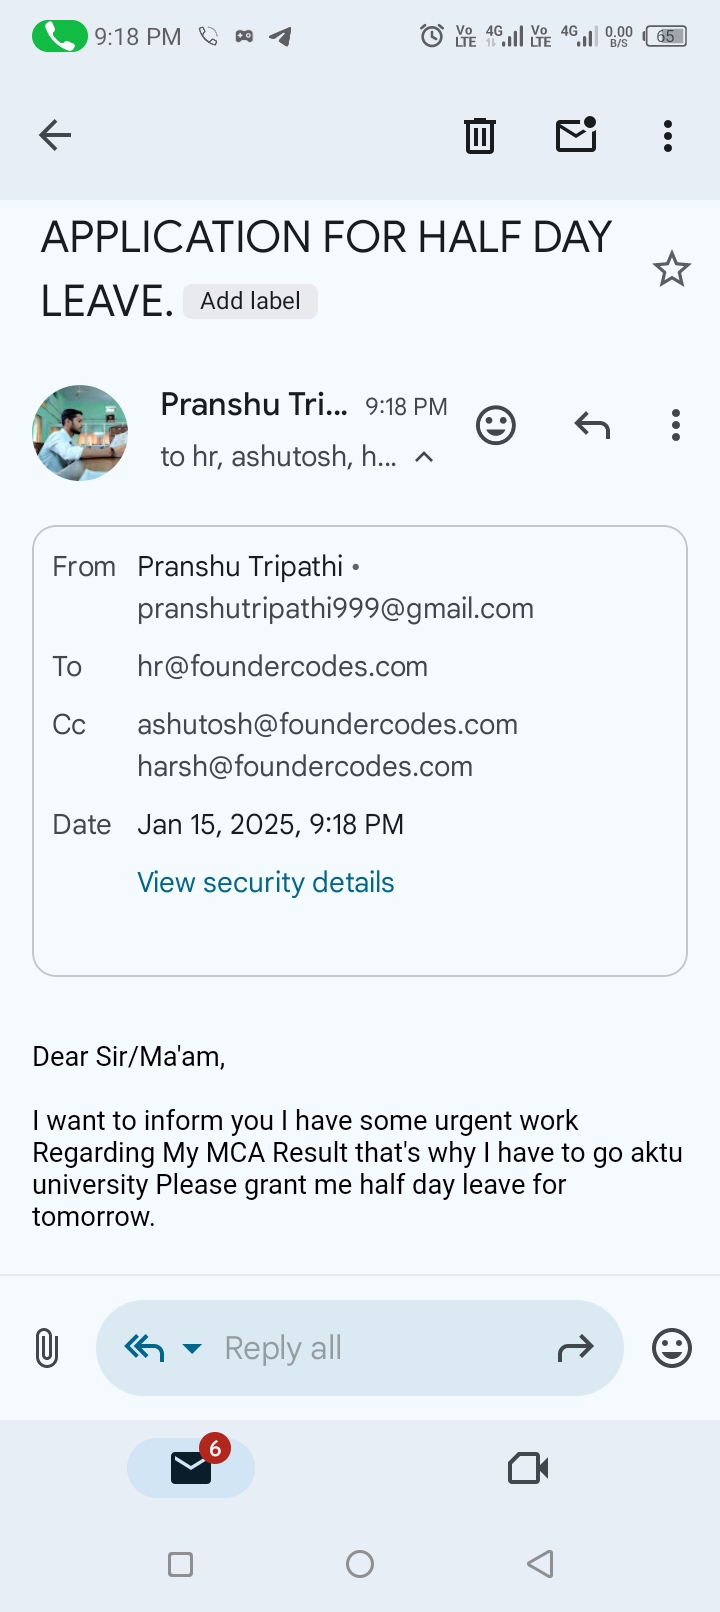 9:18 PM
Vo LTE 4G Vo LTE 4G 0.00 B/S 65
APPLICATION FOR HALF DAY
LEAVE. Add label
Pranshu Tri... 9:18 PM
to hr, ashutosh, h...
From Pranshu Tripathi •
pranshutripathi999@gmail.com
To hr@foundercodes.com
Cc ashutosh@foundercodes.com
harsh@foundercodes.com
Date Jan 15, 2025, 9:18 PM
View security details
Dear Sir/Ma'am,
I want to inform you I have some urgent work
Regarding My MCA Result that's why I have to go aktu
university Please grant me half day leave for
tomorrow.
Reply all
6